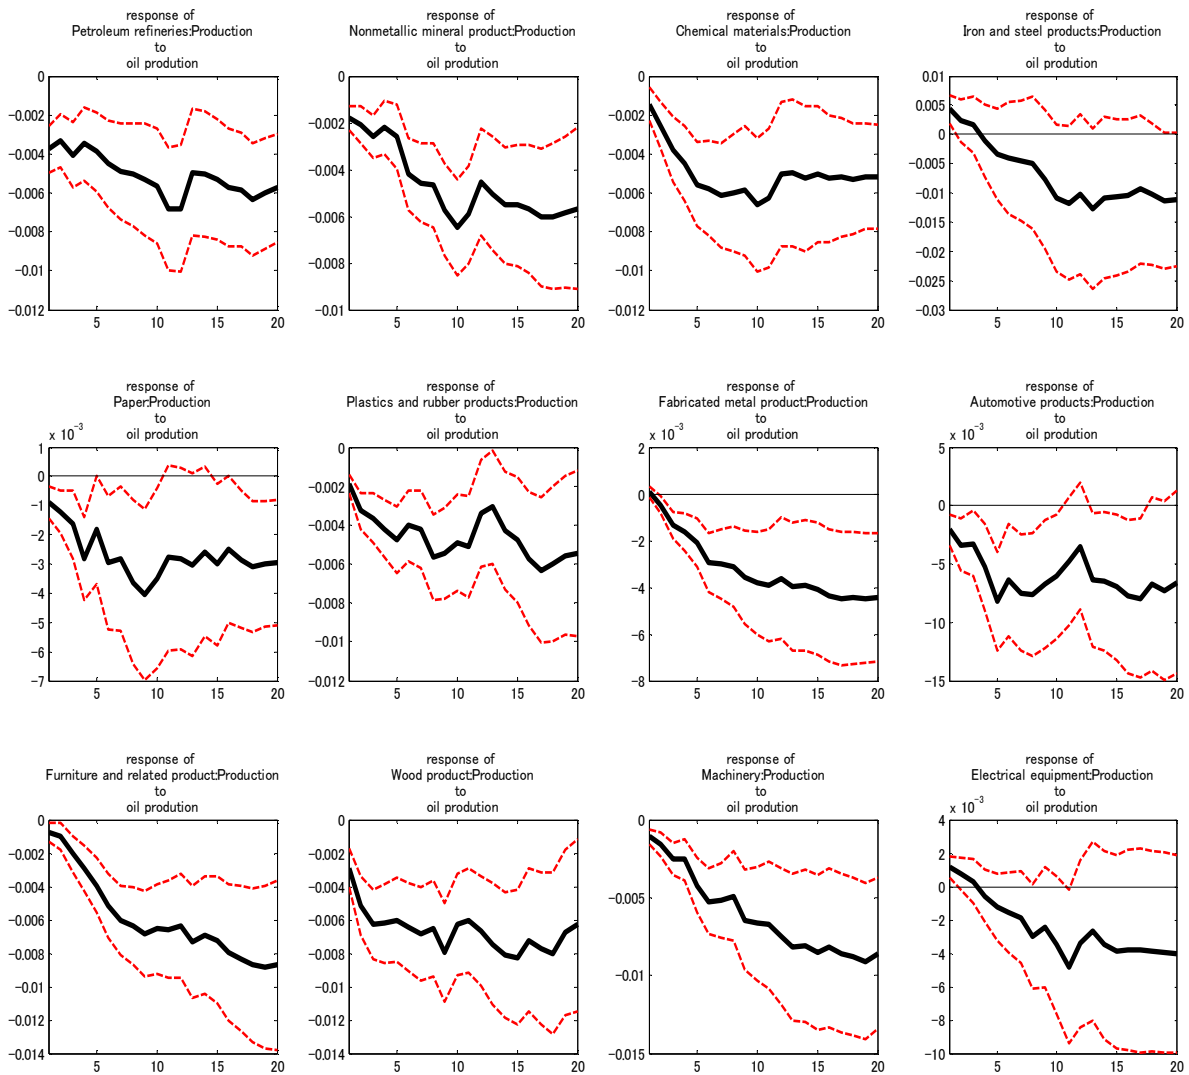 response of
Petroleum refineries:Production
to
oil prodution
0
-0.002
-0.004
-0.006
-0.008
-0.01
-0.012
5 10 15 20
response of
Nonmetallic mineral product:Production
to
oil prodution
0
-0.002
-0.004
-0.006
-0.008
-0.01
5 10 15 20
response of
Chemical materials:Production
to
oil prodution
0
-0.002
-0.004
-0.006
-0.008
-0.01
-0.012
5 10 15 20
response of
Iron and steel products:Production
to
oil prodution
0.01
0.005
0
-0.005
-0.01
-0.015
-0.02
-0.025
-0.03
5 10 15 20
response of
Paper:Production
to
oil prodution
x 10^-3
1
0
-1
-2
-3
-4
-5
-6
-7
5 10 15 20
response of
Plastics and rubber products:Production
to
oil prodution
0
-0.002
-0.004
-0.006
-0.008
-0.01
-0.012
5 10 15 20
response of
Fabricated metal product:Production
to
oil prodution
x 10^-3
2
0
-2
-4
-6
-8
5 10 15 20
response of
Automotive products:Production
to
oil prodution
x 10^-3
5
0
-5
-10
-15
5 10 15 20
response of
Furniture and related product:Production
to
oil prodution
0
-0.002
-0.004
-0.006
-0.008
-0.01
-0.012
-0.014
5 10 15 20
response of
Wood product:Production
to
oil prodution
0
-0.002
-0.004
-0.006
-0.008
-0.01
-0.012
-0.014
5 10 15 20
response of
Machinery:Production
to
oil prodution
0
-0.005
-0.01
-0.015
5 10 15 20
response of
Electrical equipment:Production
to
oil prodution
x 10^-3
4
2
0
-2
-4
-6
-8
-10
5 10 15 20